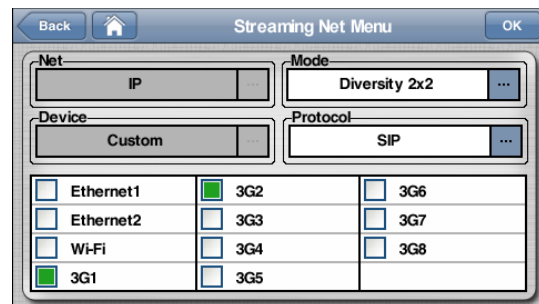 Back Streaming Net Menu OK
Net Mode
IP ... Diversity 2x2 ...
Device Protocol
Custom ... SIP ...
Ethernet1 3G2 3G6
Ethernet2 3G3 3G7
Wi-Fi 3G4 3G8
3G1 3G5